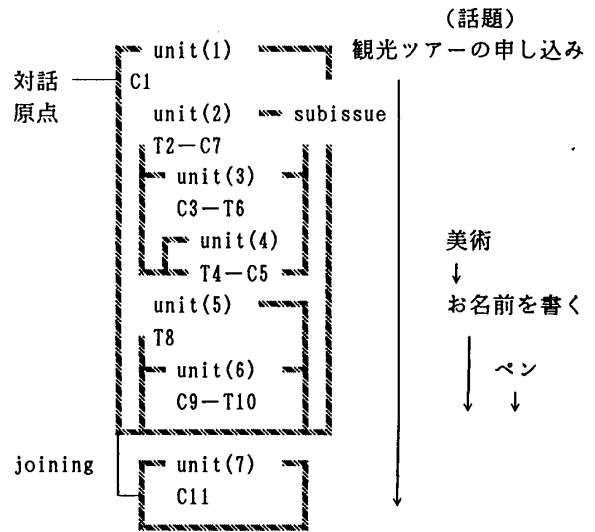 (話題)
unit(1) 観光ツアーの申し込み
対話 C1
原点 unit(2) subissue
T2-C7
unit(3)
C3-T6
unit(4) 美術
T4-C5 ↓
unit(5) お名前を書く
T8
unit(6) ペン
C9-T10 ↓
joining unit(7)
C11